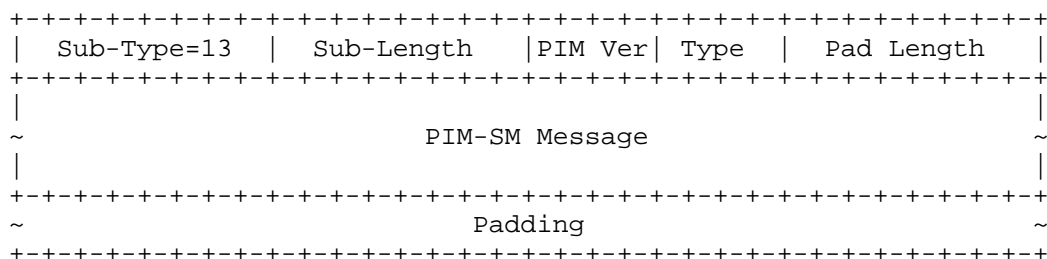 +-+-+-+-+-+-+-+-+-+-+-+-+-+-+-+-+-+-+-+-+-+-+-+-+-+-+-+-+-+-+-+-+
|  Sub-Type=13  |  Sub-Length   |PIM Ver| Type  |  Pad Length   |
+-+-+-+-+-+-+-+-+-+-+-+-+-+-+-+-+-+-+-+-+-+-+-+-+-+-+-+-+-+-+-+-+
|                                                               |
~                         PIM-SM Message                        ~
|                                                               |
+-+-+-+-+-+-+-+-+-+-+-+-+-+-+-+-+-+-+-+-+-+-+-+-+-+-+-+-+-+-+-+-+
~                            Padding                            ~
+-+-+-+-+-+-+-+-+-+-+-+-+-+-+-+-+-+-+-+-+-+-+-+-+-+-+-+-+-+-+-+-+